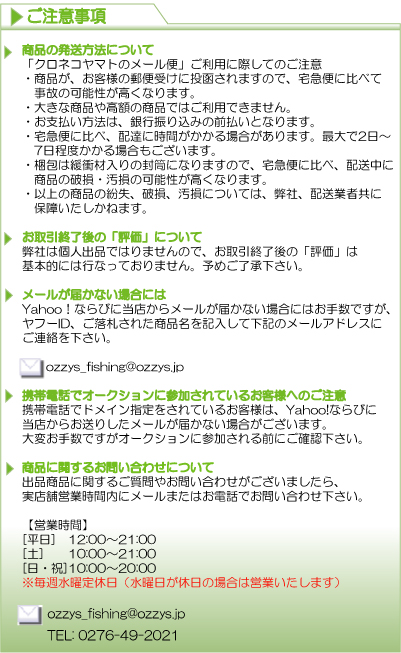 ご注意事項
商品の発送方法について
「クロネコヤマトのメール便」ご利用に際してのご注意
・商品が、お客様の郵便受けに投函されますので、宅急便に比べて
事故の可能性が高くなります。
・大きな商品や高額の商品ではご利用できません。
・お支払い方法は、銀行振り込みの前払いとなります。
・宅急便に比べ、配達に時間がかかる場合があります。最大で2日～
7日程度かかる場合もございます。
・梱包は緩衝材入りの封筒になりますので、宅急便に比べ、配送中に
商品の破損・汚損の可能性が高くなります。
・以上の商品の紛失、破損、汚損については、弊社、配送業者共に
保障いたしかねます。
お取引終了後の「評価」について
弊社は個人出品ではりませんので、お取引終了後の「評価」は
基本的には行なっておりません。予めご了承下さい。
メールが届かない場合には
Yahoo！ならびに当店からメールが届かない場合にはお手数ですが、
ヤフーID、ご落札された商品名を記入して下記のメールアドレスに
ご連絡を下さい。
ozzys_fishing@ozzys.jp
携帯電話でオークションに参加されているお客様へのご注意
携帯電話でドメイン指定をされているお客様は、Yahoo!ならびに
当店からお送りしたメールが届かない場合がございます。
大変お手数ですがオークションに参加される前にご確認下さい。
商品に関するお問い合わせについて
出品商品に関するご質問やお問い合わせがございましたら、
実店舗営業時間内にメールまたはお電話でお問い合わせ下さい。
【営業時間】
[平日] 12:00～21:00
[土] 10:00～21:00
[日・祝]10:00～20:00
※毎週水曜定休日（水曜日が休日の場合は営業いたします）
ozzys_fishing@ozzys.jp
TEL: 0276-49-2021